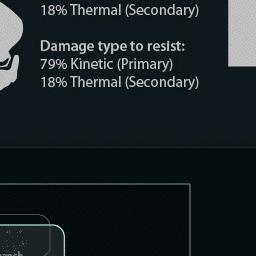 18% Thermal (Secondary)
Damage type to resist:
79% Kinetic (Primary)
18% Thermal (Secondary)